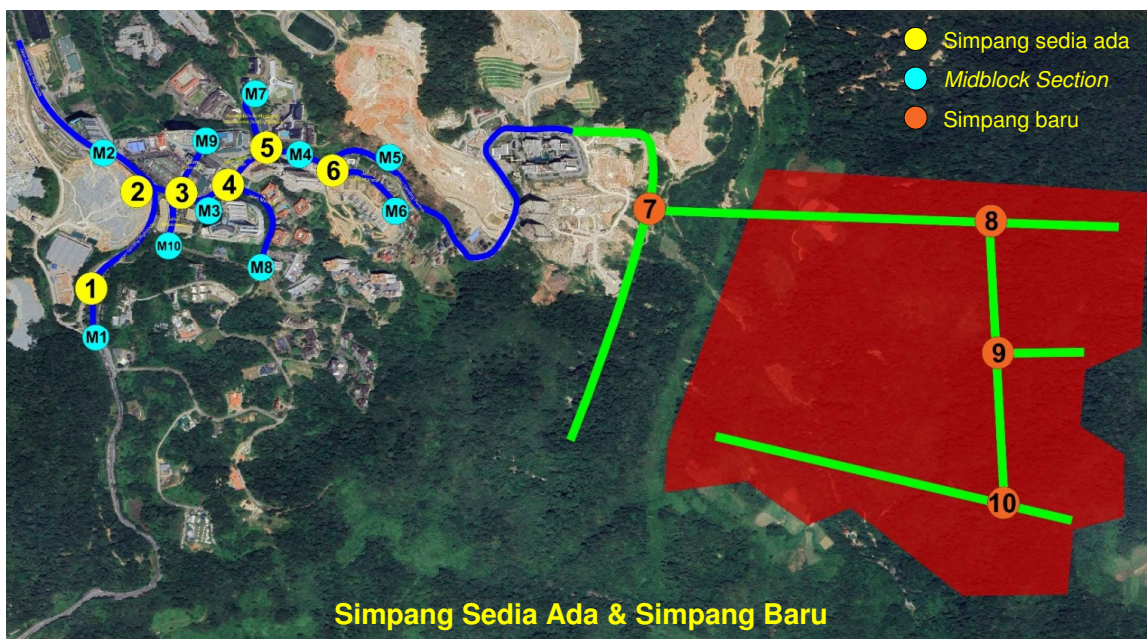 Simpang sedia ada
Midblock Section
Simpang baru
M7
M9
5
M4
M2
M5
6
2
3
4
M3
M6
7
8
M10
M8
1
M1
9
10
Simpang Sedia Ada & Simpang Baru